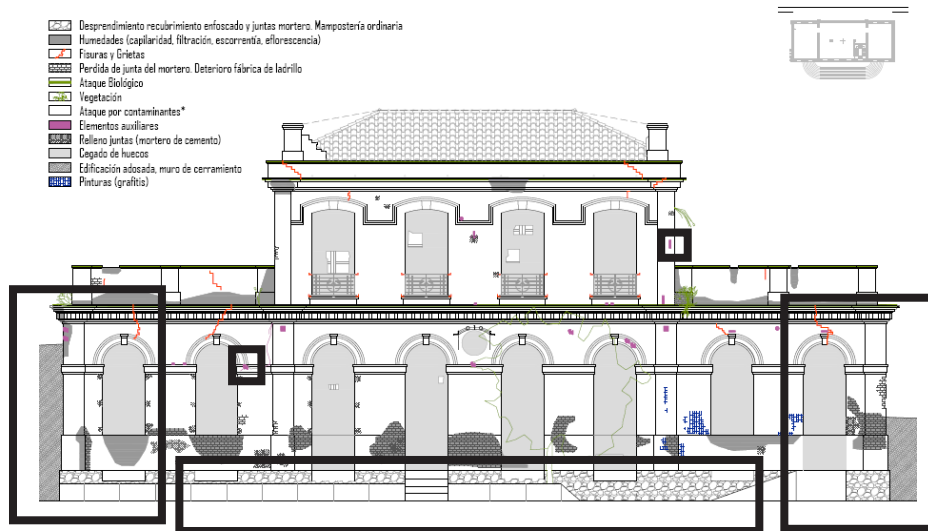 Desprendimiento recubrimiento enfoscado y juntas mortero. Mampostería ordinaria
Humedades (capilaridad, filtración, escorrentía, eflorescencia)
Fisuras y Grietas
Perdida de junta del mortero. Deterioro fábrica de ladrillo
Ataque Biológico
Vegetación
Ataque por contaminantes*
Elementos auxiliares
Relleno juntas (mortero de cemento)
Cegado de huecos
Edificación adosada, muro de cerramiento
Pinturas (grafitis)